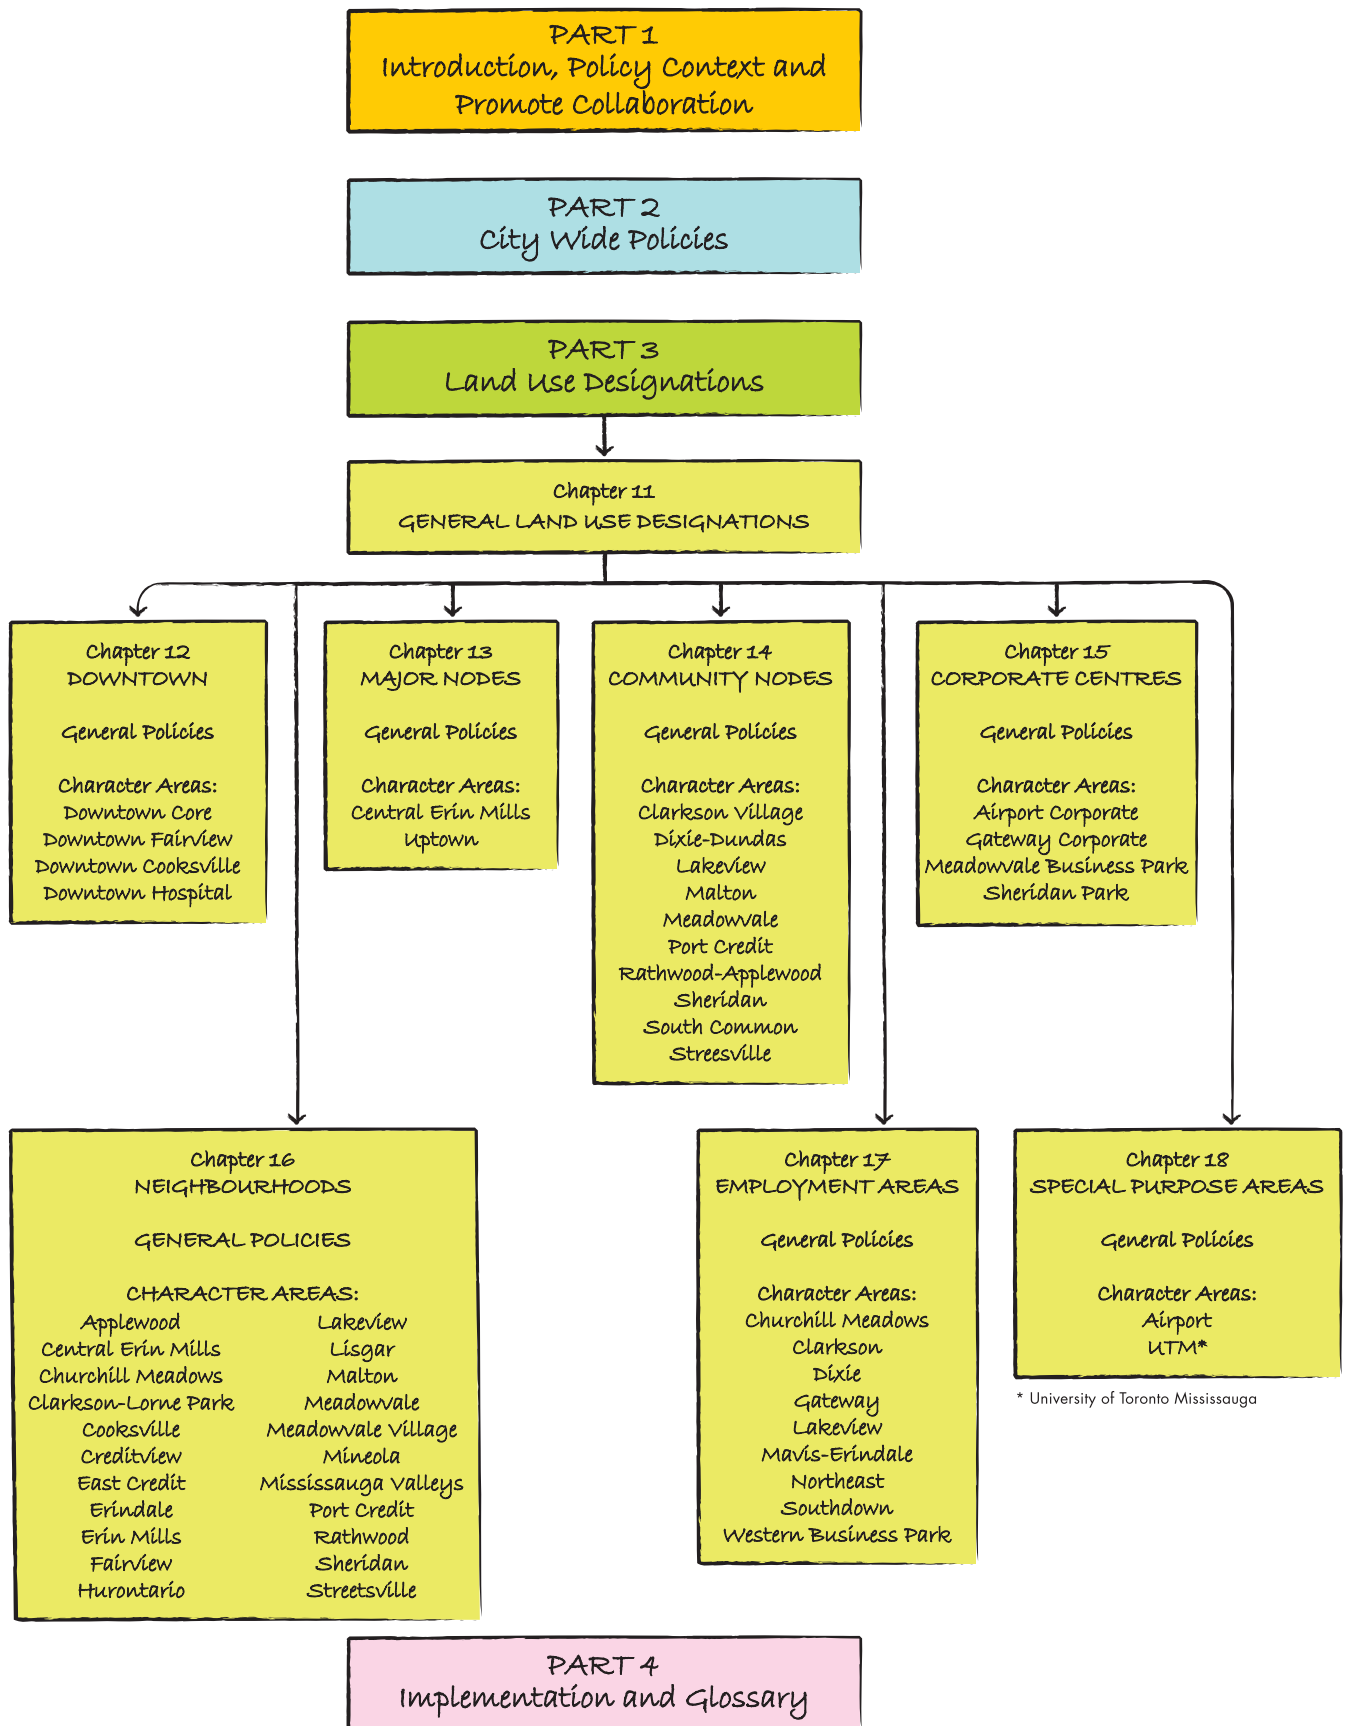 PART 1
Introduction, Policy Context and
Promote Collaboration
PART 2
City Wide Policies
PART 3
Land Use Designations
Chapter 11
GENERAL LAND USE DESIGNATIONS
Chapter 12
DOWNTOWN
General Policies
Character Areas:
Downtown Core
Downtown Fairview
Downtown Cooksville
Downtown Hospital
Chapter 13
MAJOR NODES
General Policies
Character Areas:
Central Erin Mills
Uptown
Chapter 14
COMMUNITY NODES
General Policies
Character Areas:
Clarkson Village
Dixie-Dundas
Lakeview
Malton
Meadowvale
Port Credit
Rathwood-Applewood
Sheridan
South Common
Streesville
Chapter 15
CORPORATE CENTRES
General Policies
Character Areas:
Airport Corporate
Gateway Corporate
Meadowvale Business Park
Sheridan Park
Chapter 16
NEIGHBOURHOODS
GENERAL POLICIES
CHARACTER AREAS:
Applewood
Central Erin Mills
Churchill Meadows
Clarkson-Lorne Park
Cooksville
Creditview
East Credit
Erindale
Erin Mills
Fairview
Hurontario
Lakeview
Lisgar
Malton
Meadowvale
Meadowvale Village
Mineola
Mississauga Valleys
Port Credit
Rathwood
Sheridan
Streetsville
Chapter 17
EMPLOYMENT AREAS
General Policies
Character Areas:
Churchill Meadows
Clarkson
Dixie
Gateway
Lakeview
Mavis-Erindale
Northeast
Southdown
Western Business Park
Chapter 18
SPECIAL PURPOSE AREAS
General Policies
Character Areas:
Airport
UTM*
* University of Toronto Mississauga
PART 4
Implementation and Glossary